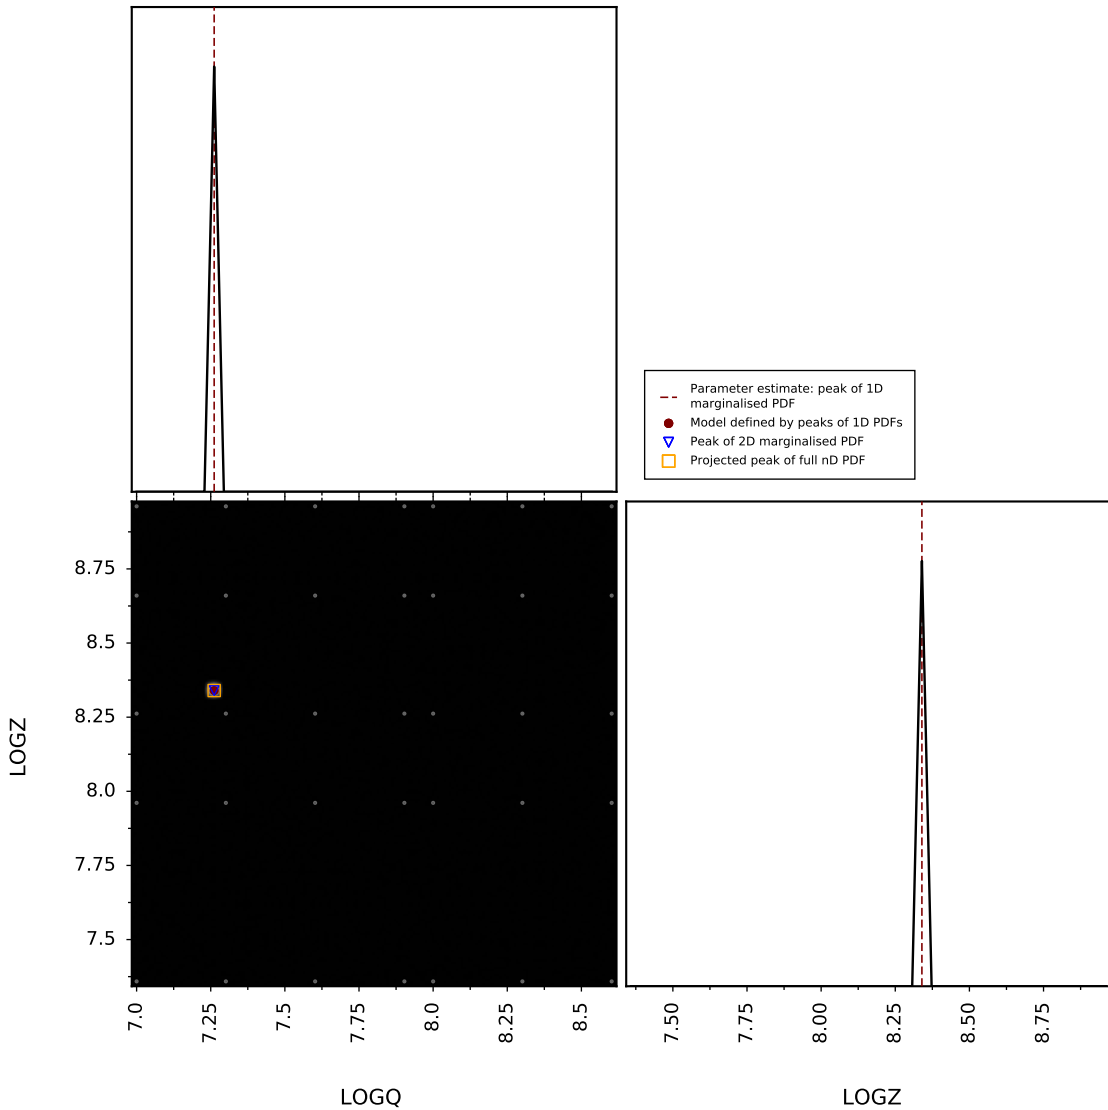 Parameter estimate: peak of 1D
marginalised PDF
Model defined by peaks of 1D PDFs
Peak of 2D marginalised PDF
Projected peak of full nD PDF
8.75
8.5
8.25
8.0
7.75
7.5
LOGZ
7.0
7.25
7.5
7.75
8.0
8.25
8.5
LOGQ
7.50
7.75
8.00
8.25
8.50
8.75
LOGZ